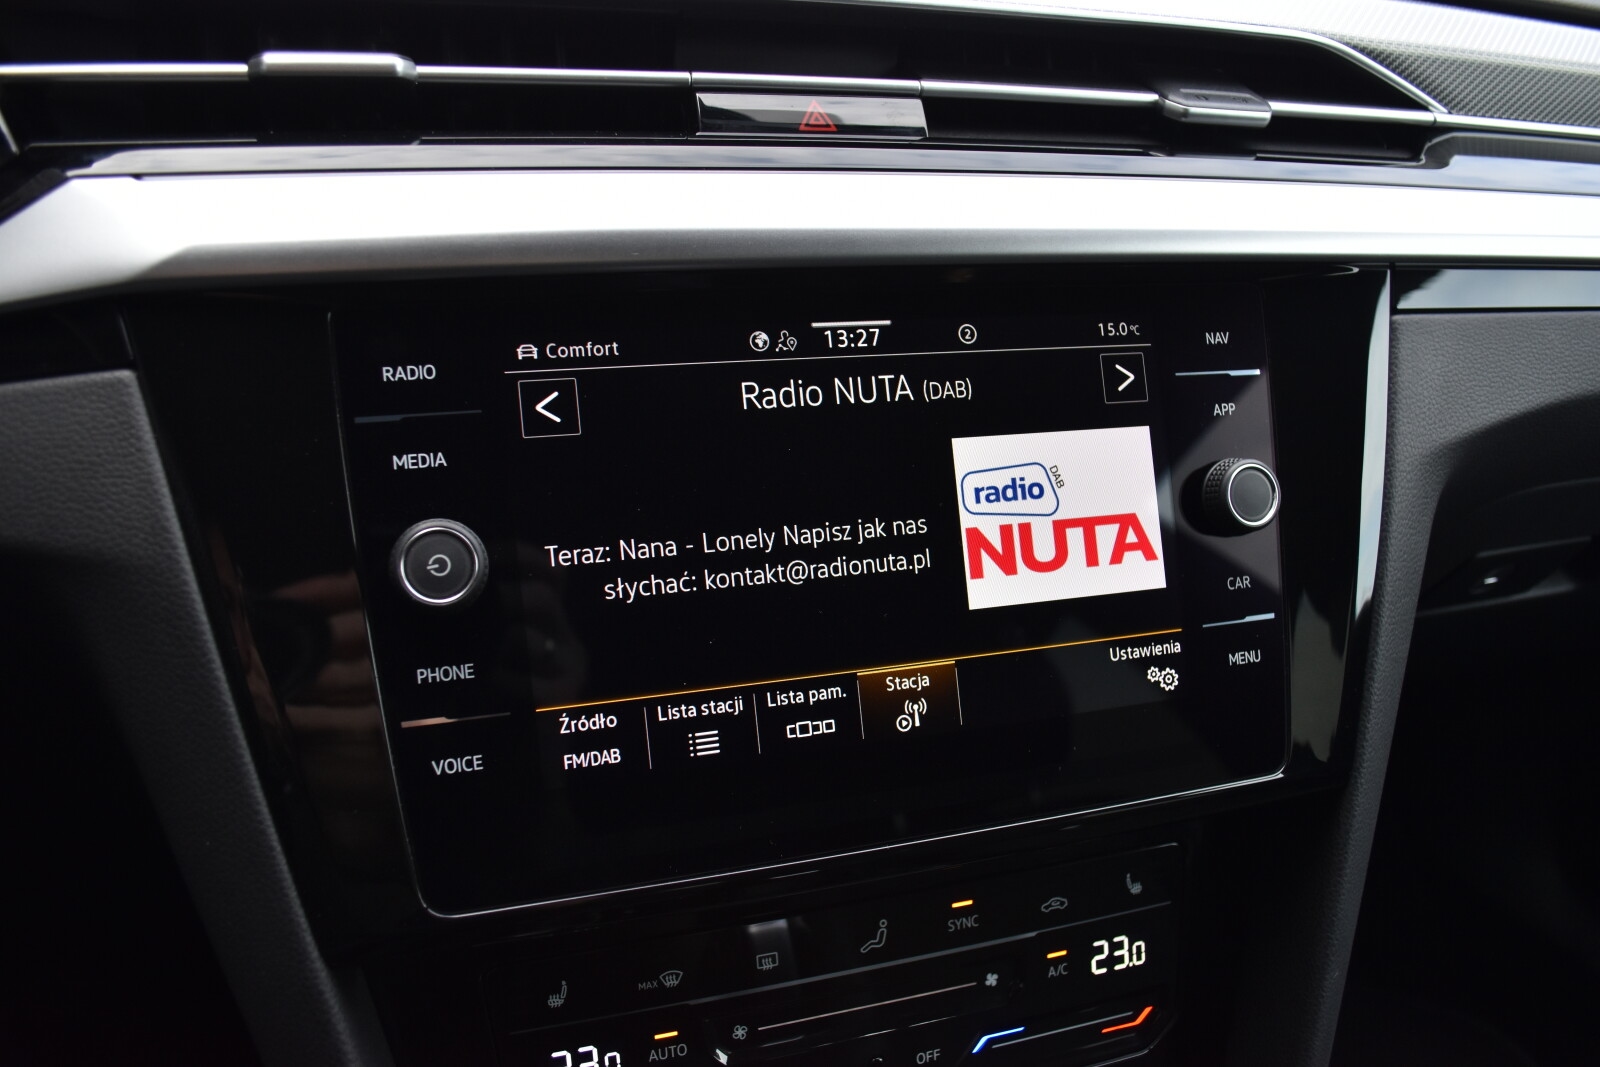 RADIO
MEDIA
PHONE
VOICE
Comfort
13:27
2
15.0°C
Radio NUTA (DAB)
Teraz: Nana - Lonely Napisz jak nas
słychać: kontakt@radionuta.pl
radio
DAB
NUTA
Ustawienia
Źródło
FM/DAB
Lista stacji
Lista pam.
Stacja
NAV
APP
CAR
MENU
MAX
SYNC
A/C
23.0
23.0
AUTO
OFF